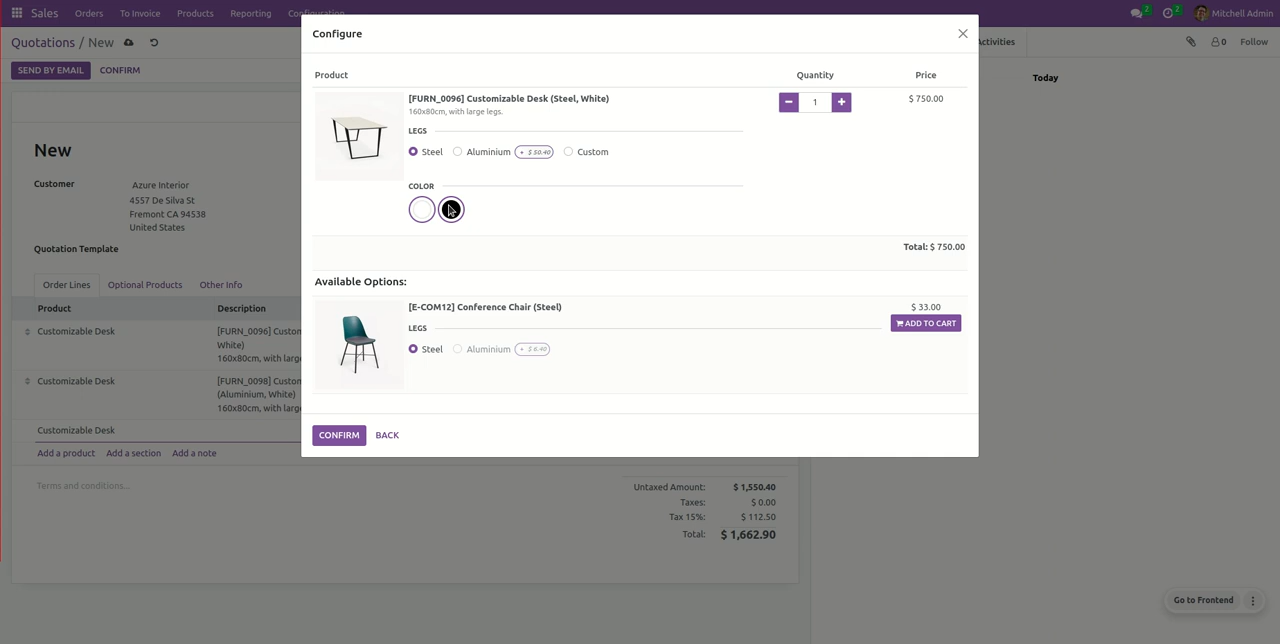 Sales Orders To Invoice Products Reporting Configuration 2 2 Mitchell Admin
Quotations / New
Activities 0 Follow
SEND BY EMAIL CONFIRM
Today
New
Customer Azure Interior
4557 De Silva St
Fremont CA 94538
United States
Quotation Template
Order Lines Optional Products Other Info
Product Description
Customizable Desk [FURN_0096] Custom
White)
160x80cm, with large
Customizable Desk [FURN_0098] Custom
(Aluminium, White)
160x80cm, with large
Customizable Desk
Add a product Add a section Add a note
Terms and conditions...
Untaxed Amount: $ 1,550.40
Taxes: $ 0.00
Tax 15%: $ 112.50
Total: $ 1,662.90
Configure
Product Quantity Price
[FURN_0096] Customizable Desk (Steel, White) 1 $ 750.00
160x80cm, with large legs.
LEGS
Steel Aluminium + $ 50.40 Custom
COLOR
Total: $ 750.00
Available Options:
[E-COM12] Conference Chair (Steel) $ 33.00
LEGS ADD TO CART
Steel Aluminium + $ 6.40
CONFIRM BACK
Go to Frontend